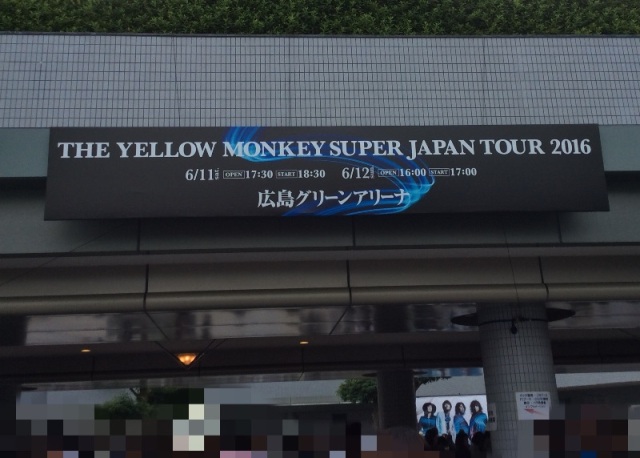 THE YELLOW MONKEY SUPER JAPAN TOUR 2016
6/11 OPEN 17:30 START 18:30 6/12 OPEN 16:00 START 17:00
広島グリーンアリーナ